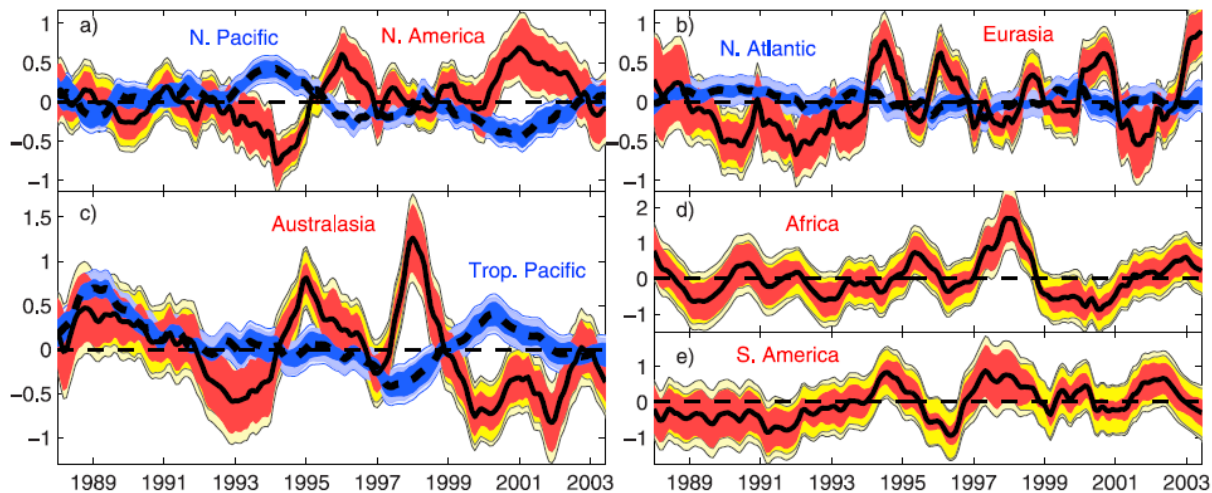 a) N. Pacific N. America
1
0.5
0
−0.5
−1
b) N. Atlantic Eurasia
1
0.5
0
−0.5
−1
c) Australasia
Trop. Pacific
1.5
1
0.5
0
−0.5
−1
1989 1991 1993 1995 1997 1999 2001 2003
d) Africa
2
1
0
−1
e) S. America
1
0
−1
1989 1991 1993 1995 1997 1999 2001 2003